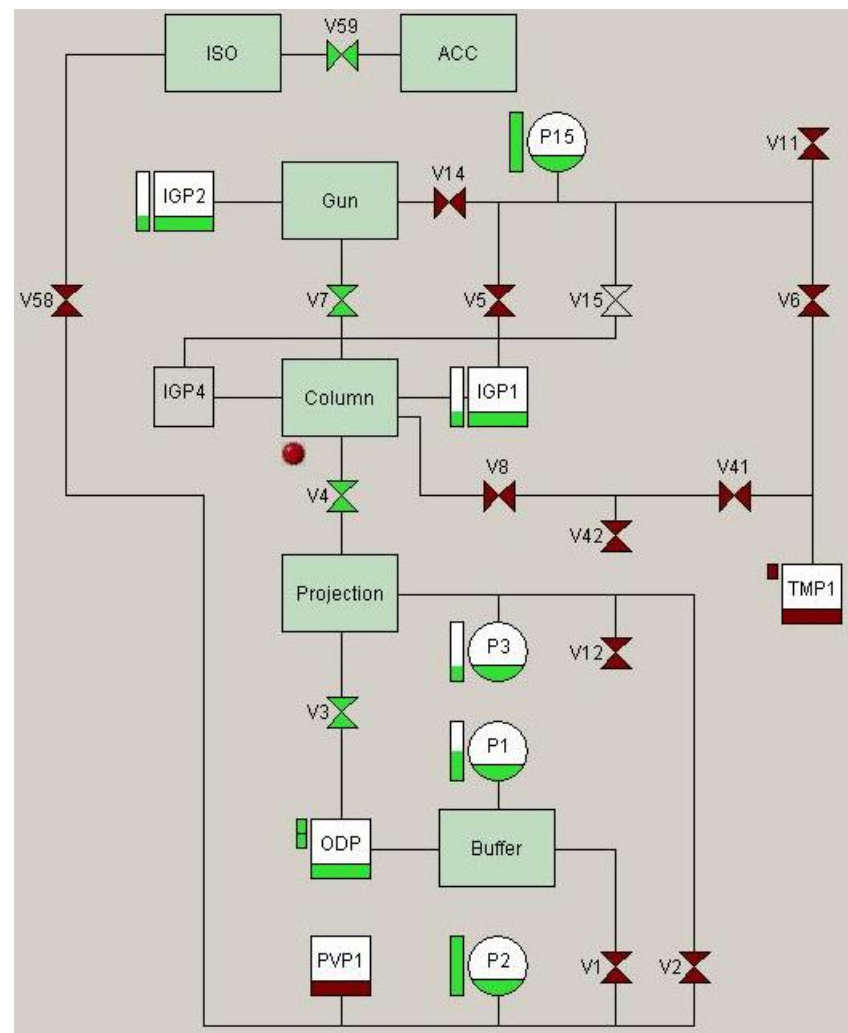 V59
ISO
ACC
P15
V11
V14
IGP2
Gun
V58
V7
V5
V15
V6
IGP4
Column
IGP1
V8
V41
V4
V42
Projection
TMP1
P3
V12
V3
P1
ODP
Buffer
PVP1
P2
V1
V2